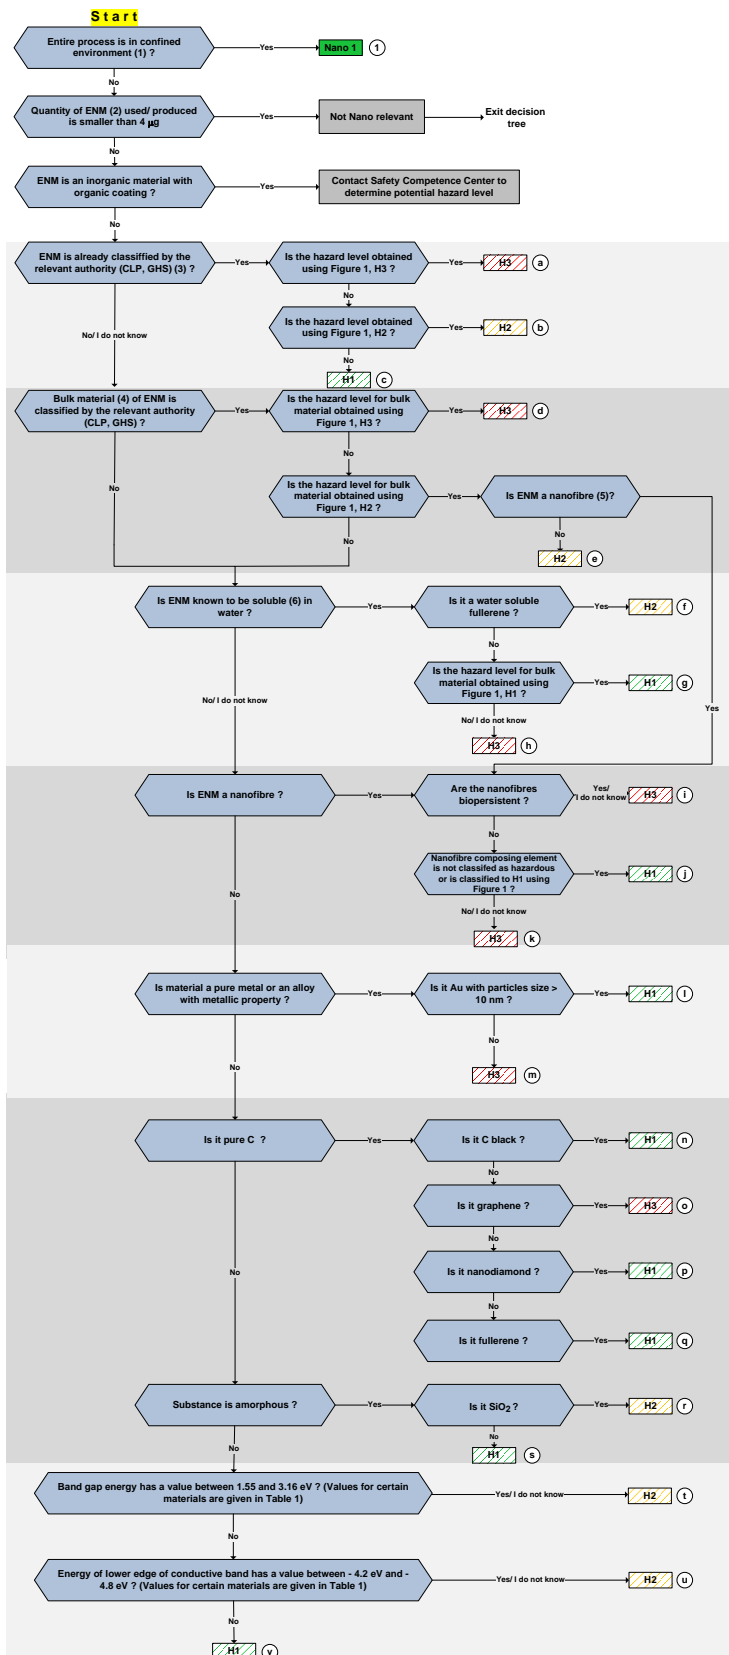 Start
Entire process is in confined
environment (1) ?
Yes
Nano 1
1
No
Quantity of ENM (2) used/ produced
is smaller than 4 µg
Yes
Not Nano relevant
Exit decision
tree
No
ENM is an inorganic material with
organic coating ?
Yes
Contact Safety Competence Center to
determine potential hazard level
No
ENM is already classiffied by the
relevant authority (CLP, GHS) (3) ?
Yes
Is the hazard level obtained
using Figure 1, H3 ?
Yes
H3
a
No
No/ I do not know
Is the hazard level obtained
using Figure 1, H2 ?
Yes
H2
b
No
H1
c
Bulk material (4) of ENM is
classified by the relevant authority
(CLP, GHS) ?
Yes
Is the hazard level for bulk
material obtained using
Figure 1, H3 ?
Yes
H3
d
No
No
Is the hazard level for bulk
material obtained using
Figure 1, H2 ?
Yes
Is ENM a nanofibre (5)?
No
No
H2
e
Yes
Is ENM known to be soluble (6) in
water ?
Yes
Is it a water soluble
fullerene ?
Yes
H2
f
No
No/ I do not know
Is the hazard level for bulk
material obtained using
Figure 1, H1 ?
Yes
H1
g
No/ I do not know
H3
h
Is ENM a nanofibre ?
Yes
Are the nanofibres
biopersistent ?
Yes/
I do not know
H3
i
No
No
Nanofibre composing element
is not classifed as hazardous
or is classified to H1 using
Figure 1 ?
Yes
H1
j
No/ I do not know
H3
k
Is material a pure metal or an alloy
with metallic property ?
Yes
Is it Au with particles size >
10 nm ?
Yes
H1
l
No
No
H3
m
Is it pure C ?
Yes
Is it C black ?
Yes
H1
n
No
Is it graphene ?
Yes
H3
o
No
No
Is it nanodiamond ?
Yes
H1
p
No
Is it fullerene ?
Yes
H1
q
Substance is amorphous ?
Yes
Is it SiO2 ?
Yes
H2
r
No
No
H1
s
Band gap energy has a value between 1.55 and 3.16 eV ? (Values for certain
materials are given in Table 1)
Yes/ I do not know
H2
t
No
Energy of lower edge of conductive band has a value between - 4.2 eV and -
4.8 eV ? (Values for certain materials are given in Table 1)
Yes/ I do not know
H2
u
No
H1
v